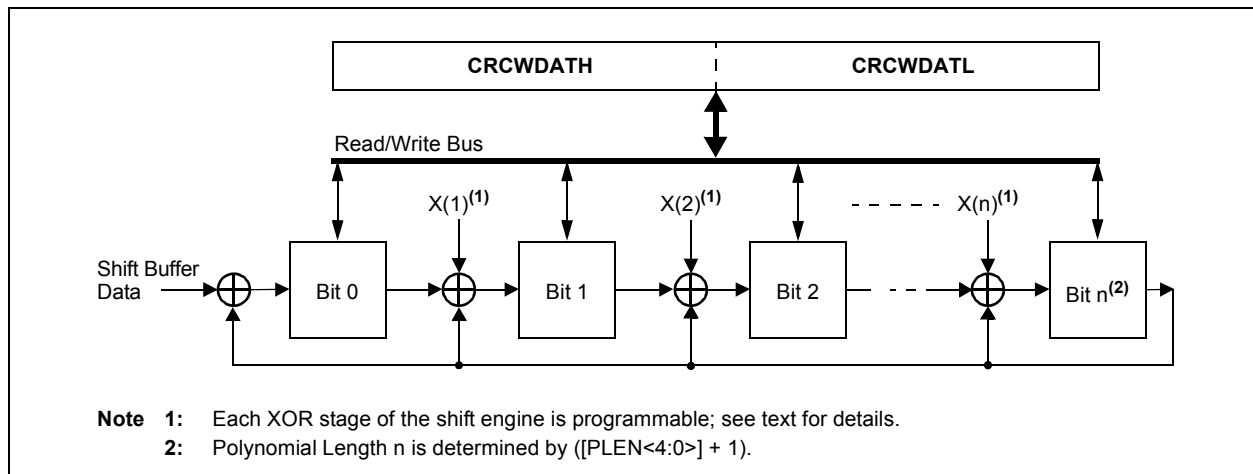 CRCWDATH CRCWDATL
Read/Write Bus
X(1)(1) X(2)(1) X(n)(1)
Shift Buffer
Data
Bit 0 Bit 1 Bit 2 Bit n(2)
Note 1: Each XOR stage of the shift engine is programmable; see text for details.
2: Polynomial Length n is determined by ([PLEN<4:0>] + 1).